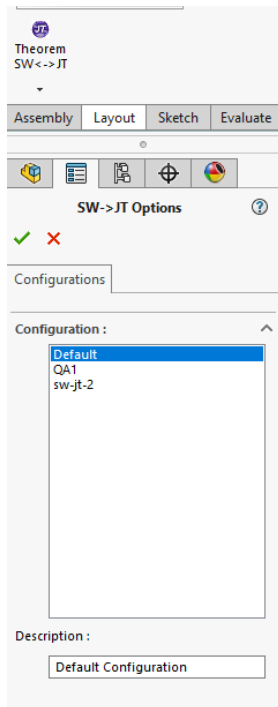 JT
Theorem
SW<->JT
Assembly Layout Sketch Evaluate
SW->JT Options
?
Configurations
Configuration :
Default
QA1
sw-jt-2
Description :
Default Configuration